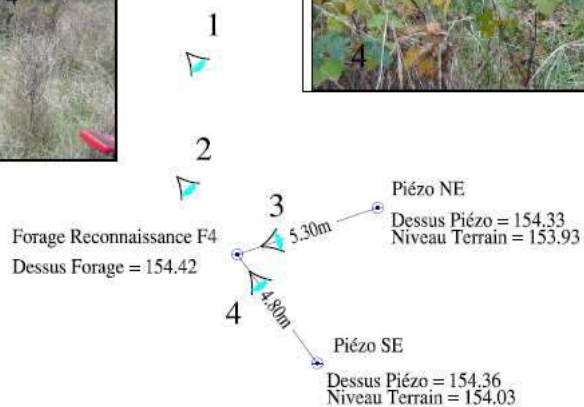 1
4
2
Piézo NE
3
Dessus Piézo = 154.33
Niveau Terrain = 153.93
5.30m
Forage Reconnaissance F4
Dessus Forage = 154.42
4
4.80m
Piézo SE
Dessus Piézo = 154.36
Niveau Terrain = 154.03